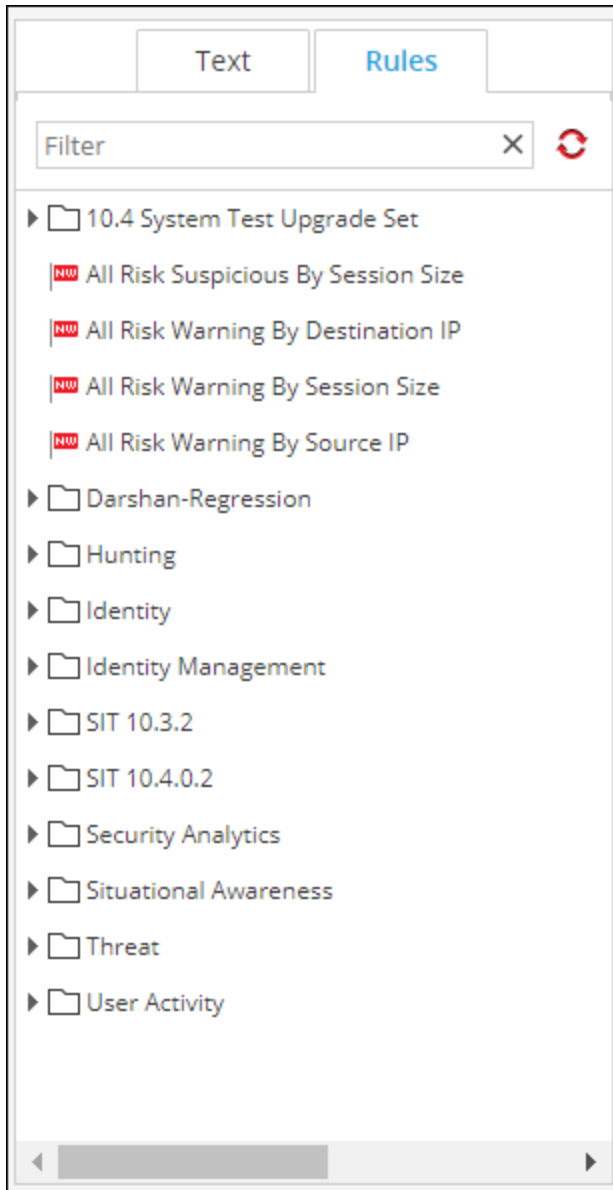 Text Rules
Filter
10.4 System Test Upgrade Set
NW All Risk Suspicious By Session Size
NW All Risk Warning By Destination IP
NW All Risk Warning By Session Size
NW All Risk Warning By Source IP
Darshan-Regression
Hunting
Identity
Identity Management
SIT 10.3.2
SIT 10.4.0.2
Security Analytics
Situational Awareness
Threat
User Activity